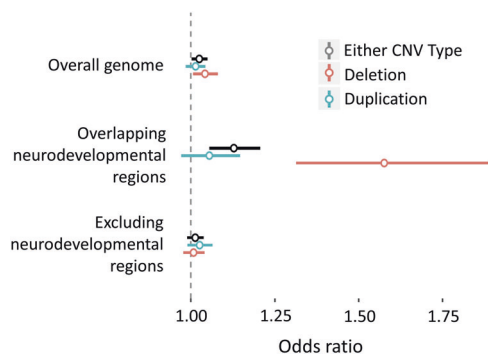 Either CNV Type
Deletion
Duplication
Overall genome
Overlapping
neurodevelopmental
regions
Excluding
neurodevelopmental
regions
1.00
1.25
1.50
1.75
Odds ratio